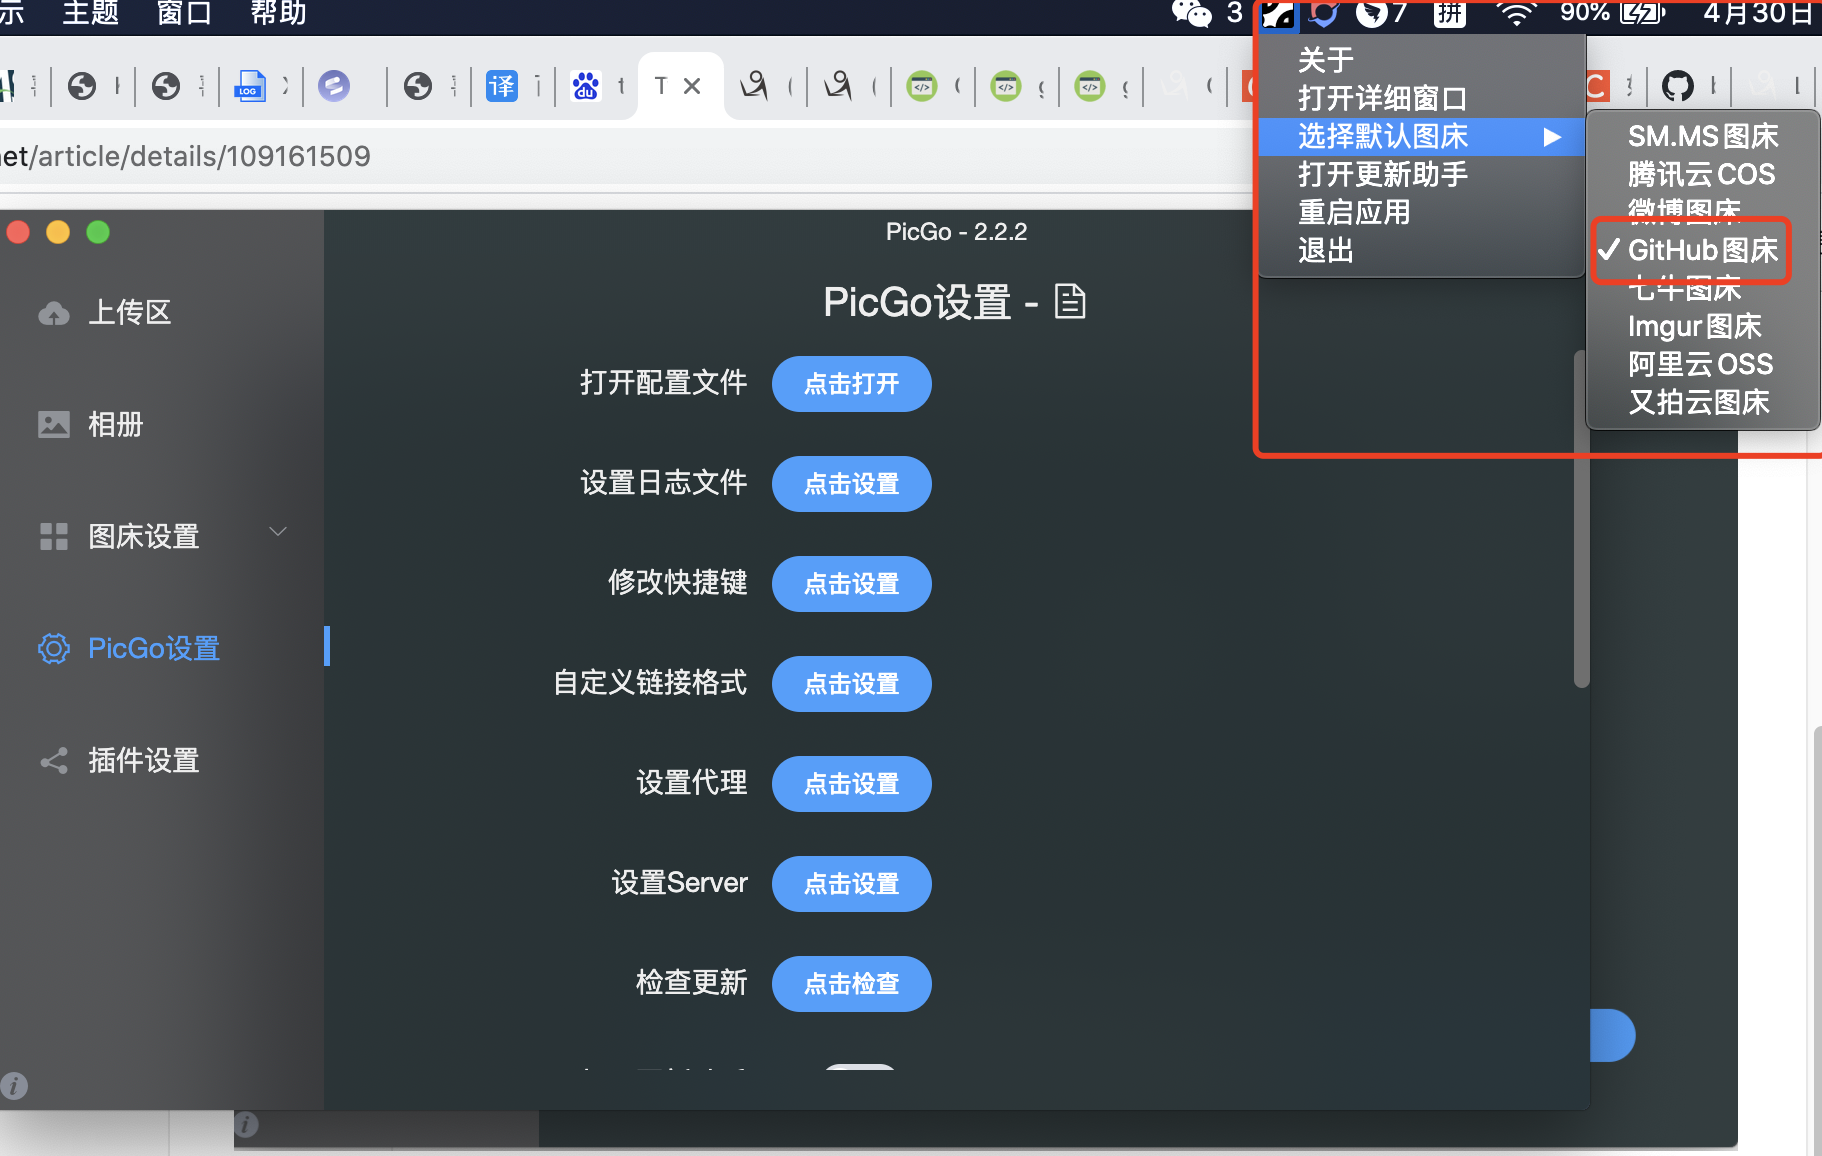 示 主题 窗口 帮助
3 7 拼 90% 4月30日
LOG 译 du t T
et/article/details/109161509
关于
打开详细窗口
选择默认图床
打开更新助手
重启应用
退出
SM.MS图床
腾讯云COS
微博图床
GitHub图床
七牛图床
Imgur图床
阿里云OSS
又拍云图床
PicGo - 2.2.2
上传区
相册
图床设置
PicGo设置
插件设置
PicGo设置 -
打开配置文件 点击打开
设置日志文件 点击设置
修改快捷键 点击设置
自定义链接格式 点击设置
设置代理 点击设置
设置Server 点击设置
检查更新 点击检查